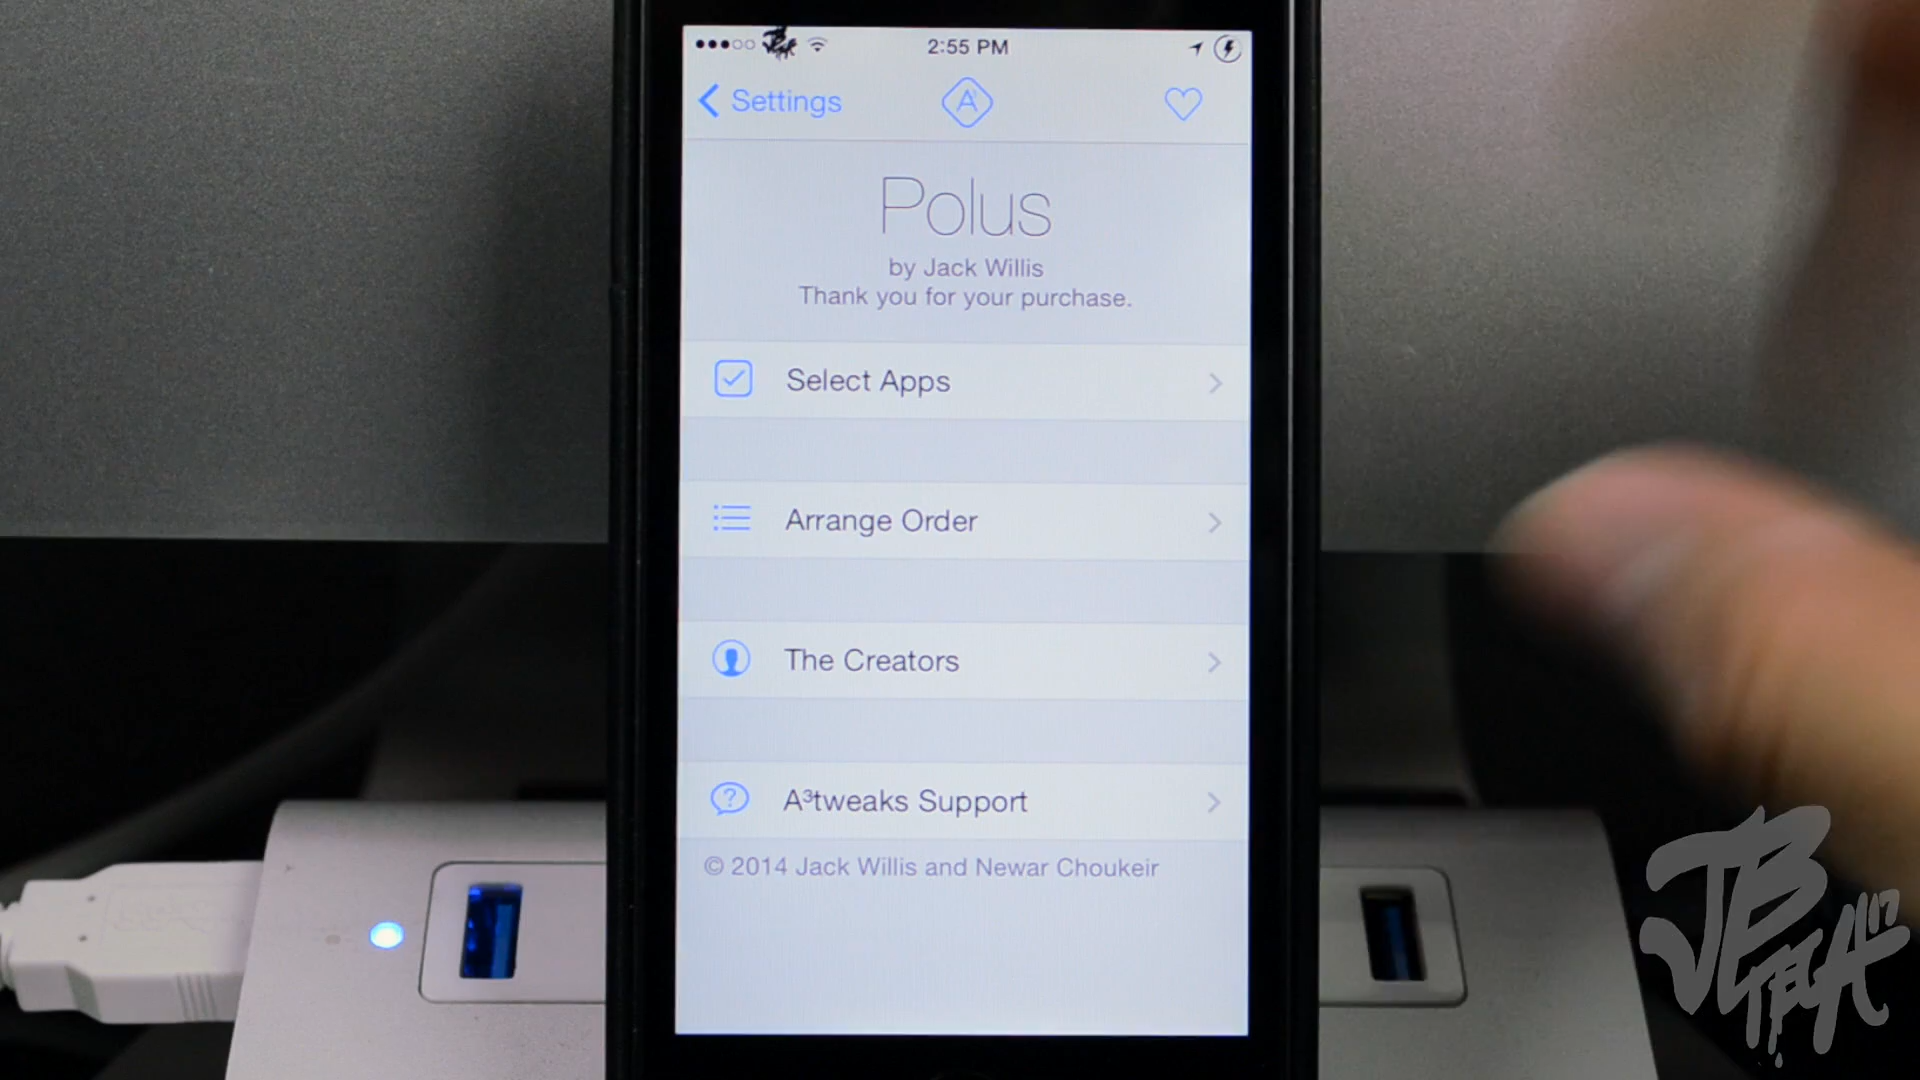 2:55 PM
Settings
Polus
by Jack Willis
Thank you for your purchase.
Select Apps
Arrange Order
The Creators
A³tweaks Support
© 2014 Jack Willis and Newar Choukeir